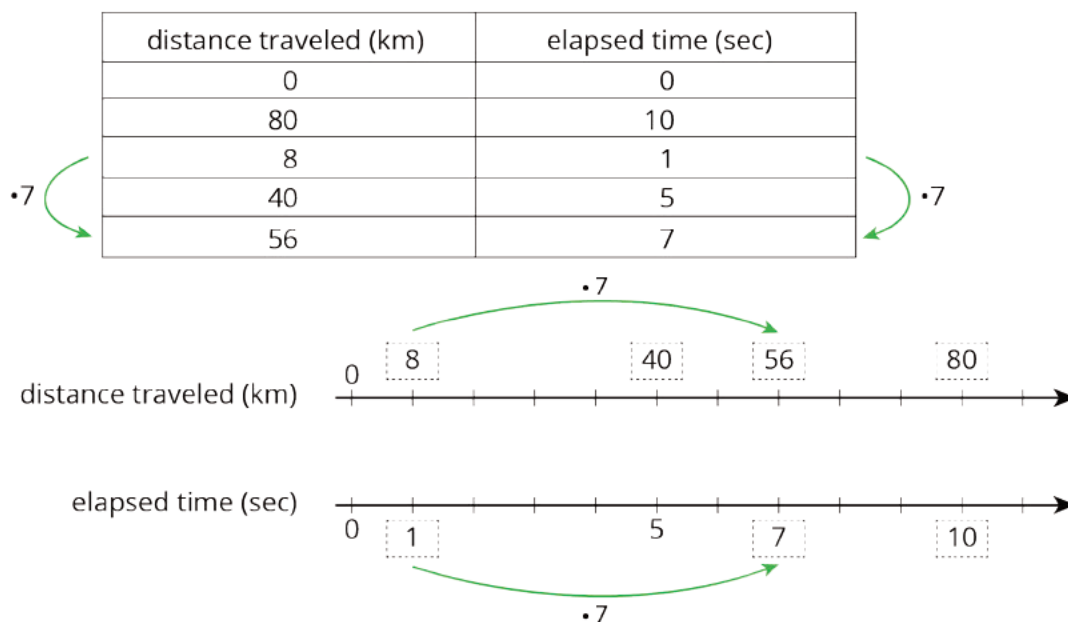 distance traveled (km) elapsed time (sec)
0 0
80 10
8 1
•7 40 5 •7
56 7
•7
8 40 56 80
0
distance traveled (km)
elapsed time (sec)
0 1 5 7 10
•7